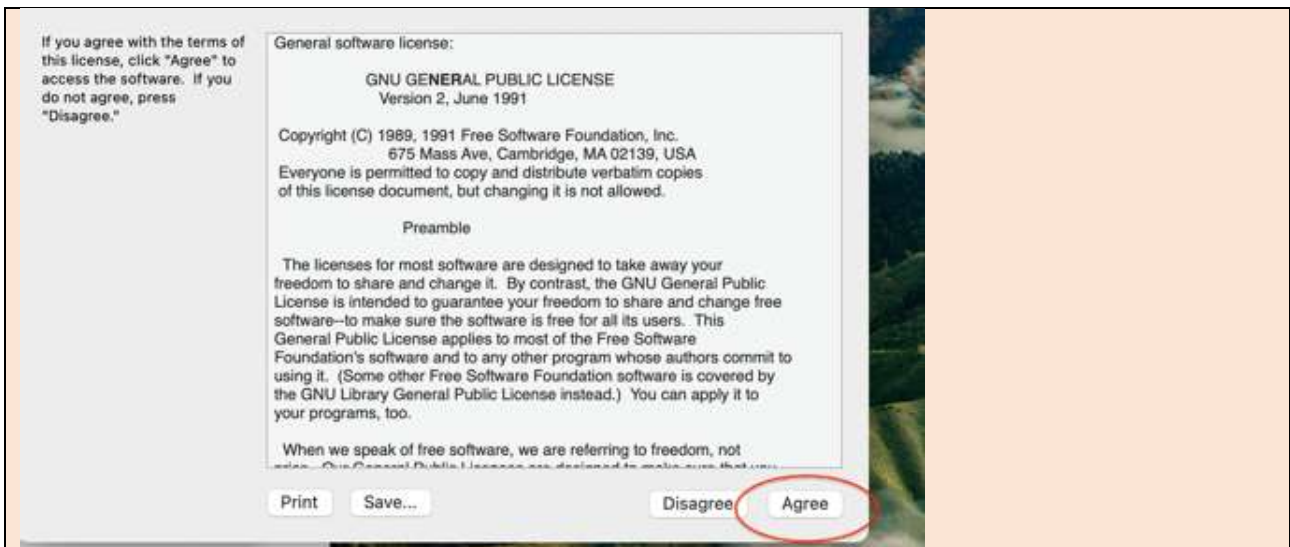 If you agree with the terms of
this license, click "Agree" to
access the software. If you
do not agree, press
"Disagree."
General software license:
GNU GENERAL PUBLIC LICENSE
Version 2, June 1991
Copyright (C) 1989, 1991 Free Software Foundation, Inc.
675 Mass Ave, Cambridge, MA 02139, USA
Everyone is permitted to copy and distribute verbatim copies
of this license document, but changing it is not allowed.
Preamble
The licenses for most software are designed to take away your
freedom to share and change it. By contrast, the GNU General Public
License is intended to guarantee your freedom to share and change free
software--to make sure the software is free for all its users. This
General Public License applies to most of the Free Software
Foundation's software and to any other program whose authors commit to
using it. (Some other Free Software Foundation software is covered by
the GNU Library General Public License instead.) You can apply it to
your programs, too.
When we speak of free software, we are referring to freedom, not
Print Save... Disagree Agree